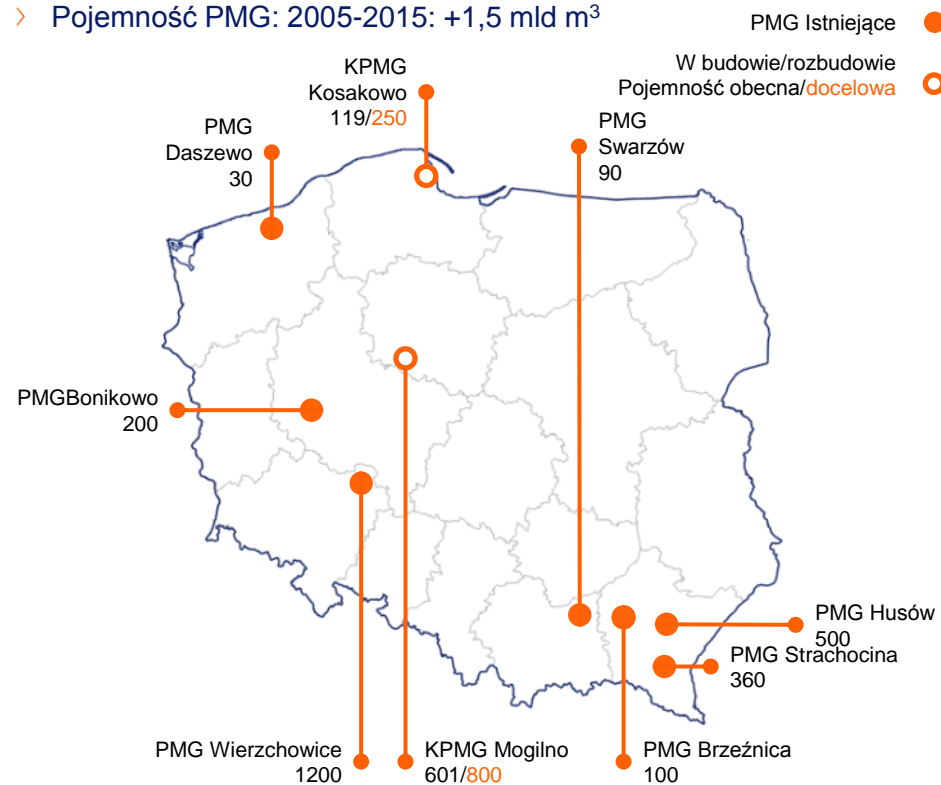 › Pojemność PMG: 2005-2015: +1,5 mld m³
PMG Istniejące
W budowie/rozbudowie
Pojemność obecna/docelowa
KPMG
Kosakowo
119/250
PMG
Daszewo
30
PMG
Swarzów
90
PMGBonikowo
200
PMG Husów
500
PMG Strachocina
360
PMG Wierzchowice
1200
KPMG Mogilno
601/800
PMG Brzeźnica
100